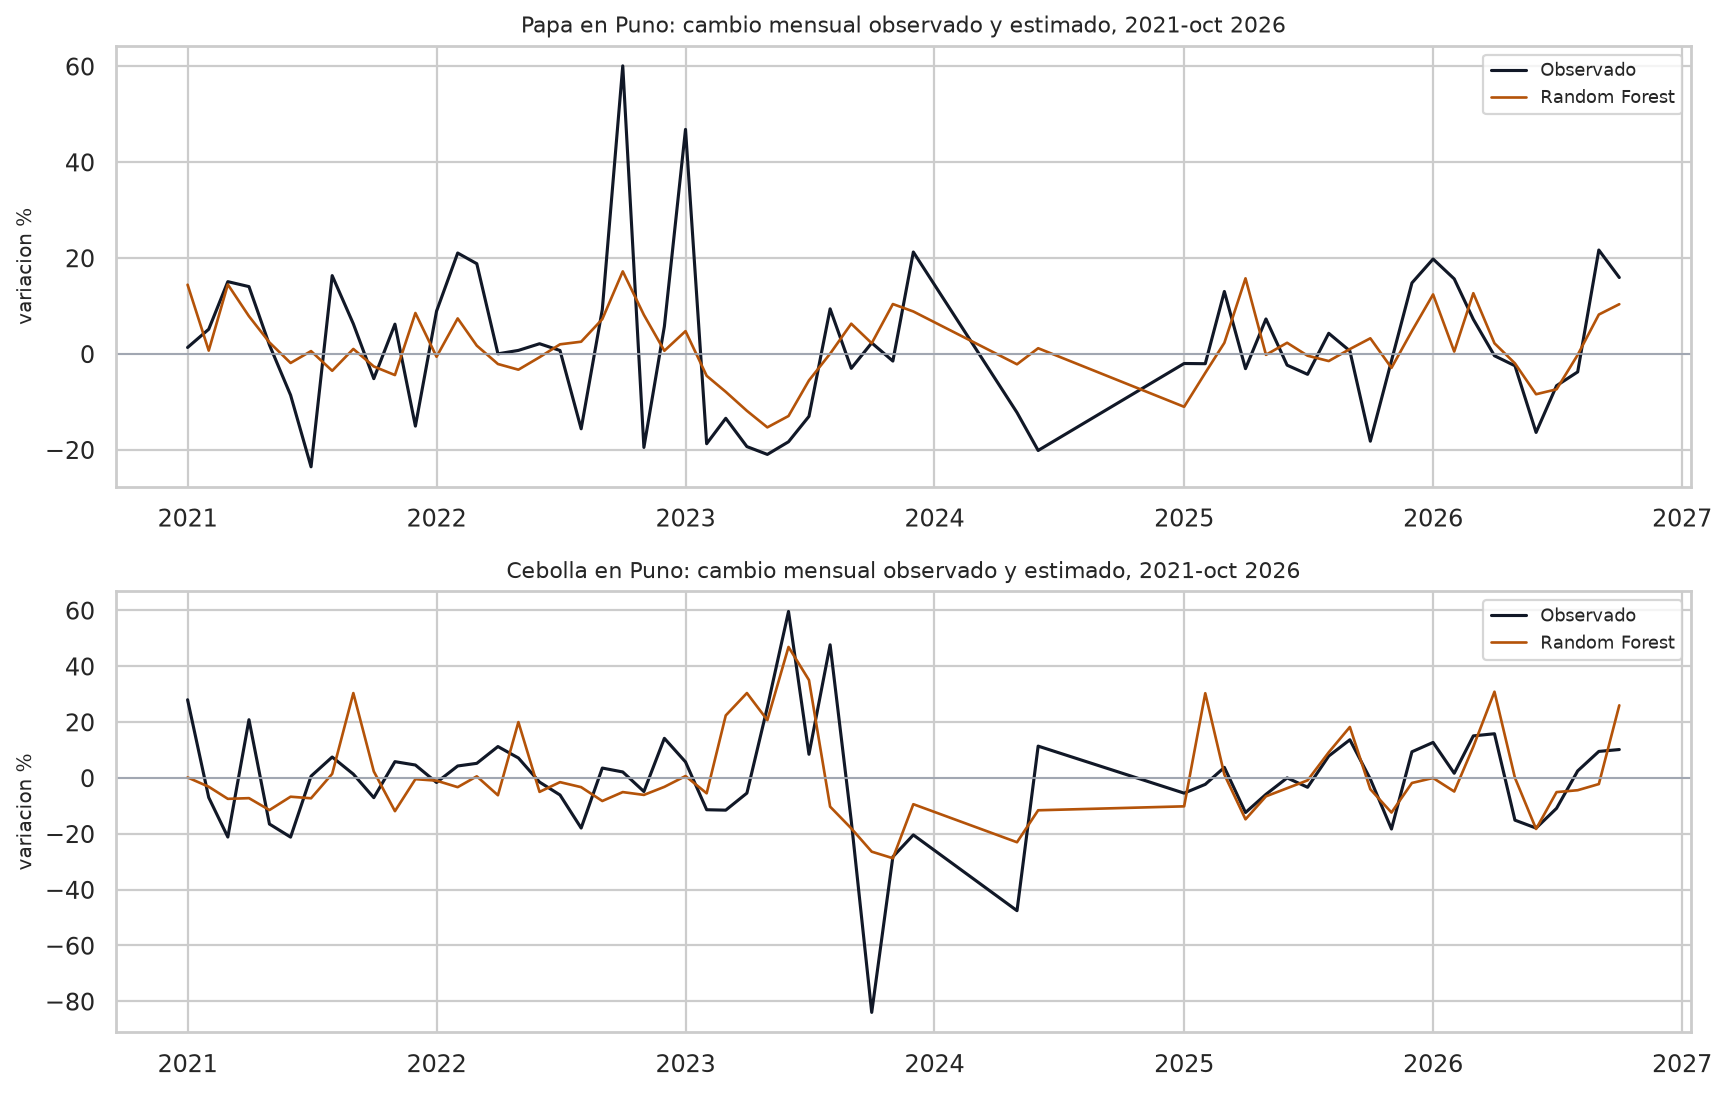 Papa en Puno: cambio mensual observado y estimado, 2021-oct 2026
variacion %
60
40
20
0
−20
Observado
Random Forest
2021 2022 2023 2024 2025 2026 2027
Cebolla en Puno: cambio mensual observado y estimado, 2021-oct 2026
variacion %
60
40
20
0
−20
−40
−60
−80
Observado
Random Forest
2021 2022 2023 2024 2025 2026 2027